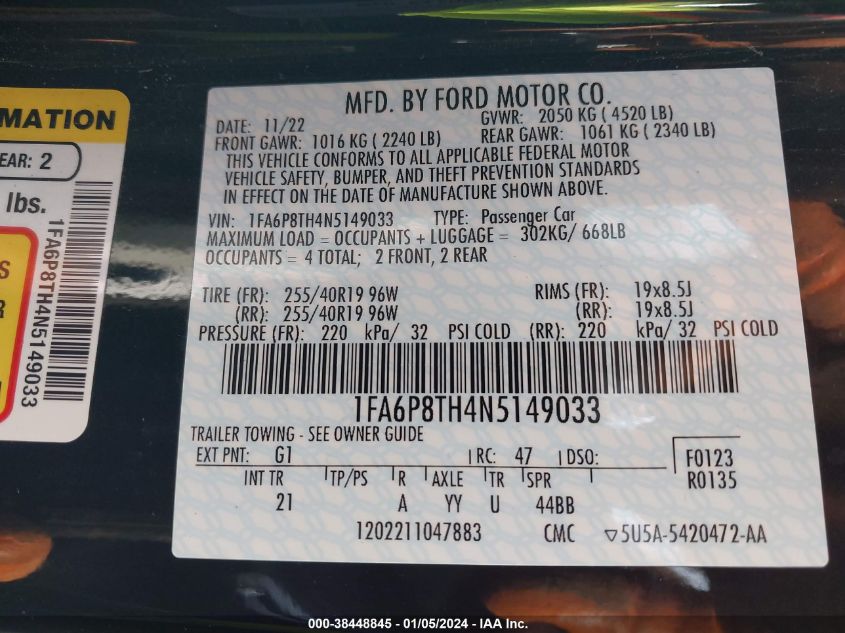 MATION
EAR: 2
lbs.
S
R
1FA6P8TH4N5149033
MFD. BY FORD MOTOR CO.
DATE: 11/22 GVWR: 2050 KG ( 4520 LB)
FRONT GAWR: 1016 KG ( 2240 LB) REAR GAWR: 1061 KG ( 2340 LB)
THIS VEHICLE CONFORMS TO ALL APPLICABLE FEDERAL MOTOR
VEHICLE SAFETY, BUMPER, AND THEFT PREVENTION STANDARDS
IN EFFECT ON THE DATE OF MANUFACTURE SHOWN ABOVE.
VIN: 1FA6P8TH4N5149033 TYPE: Passenger Car
MAXIMUM LOAD = OCCUPANTS + LUGGAGE = 302KG/ 668LB
OCCUPANTS = 4 TOTAL; 2 FRONT, 2 REAR
TIRE (FR): 255/40R19 96W RIMS (FR): 19x8.5J
(RR): 255/40R19 96W (RR): 19x8.5J
PRESSURE (FR): 220 kPa/ 32 PSI COLD (RR): 220 kPa/ 32 PSI COLD
1FA6P8TH4N5149033
TRAILER TOWING - SEE OWNER GUIDE
EXT PNT: G1 RC: 47 DSO: F0123
INT TR TP/PS R AXLE TR SPR R0135
21 A YY U 44BB
1202211047883 CMC ▽5U5A-5420472-AA
000-38448845 - 01/05/2024 - IAA Inc.